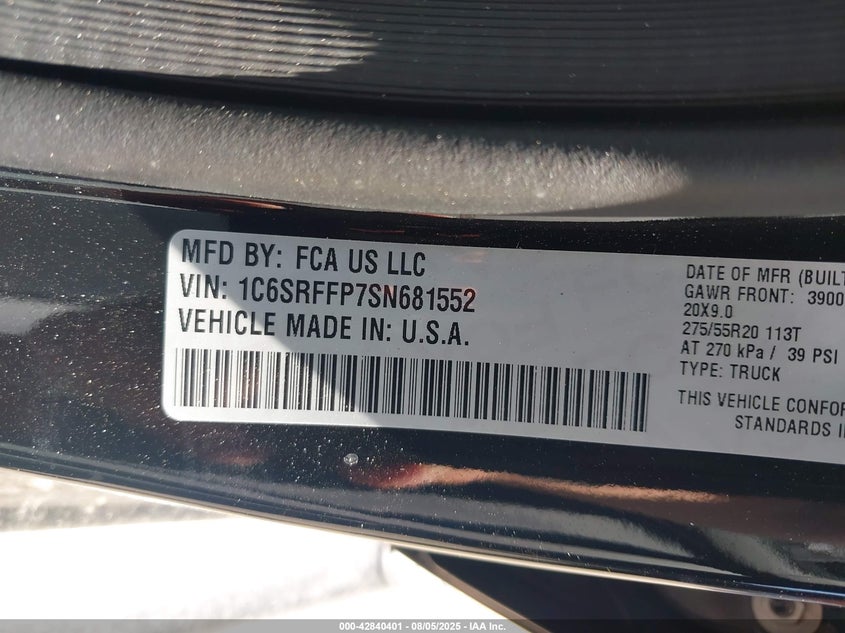 MFD BY: FCA US LLC
VIN: 1C6SRFFP7SN681552
VEHICLE MADE IN: U.S.A.
DATE OF MFR (BUILT
GAWR FRONT: 3900
20X9.0
275/55R20 113T
AT 270 kPa / 39 PSI
TYPE: TRUCK
THIS VEHICLE CONFOR
STANDARDS I
000-42840401 - 08/05/2025 - IAA Inc.